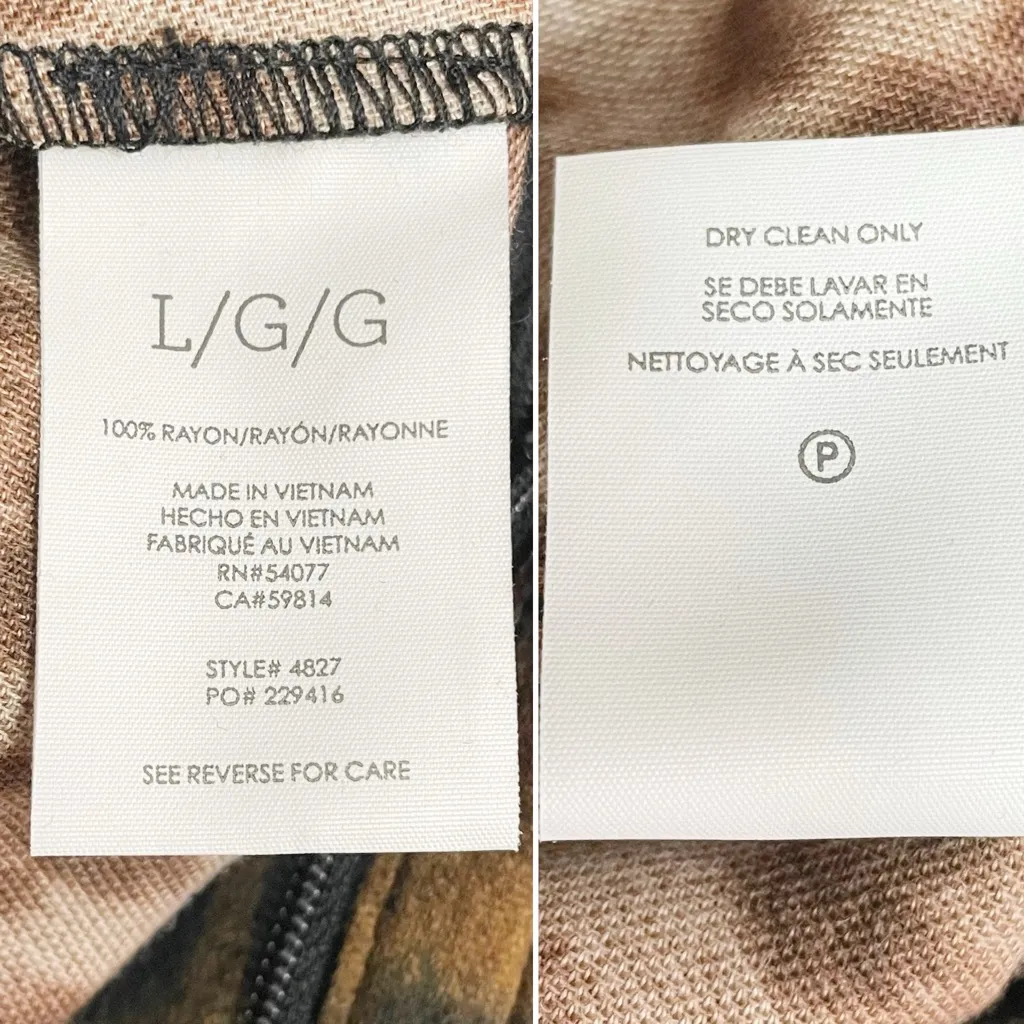 L/G/G
100% RAYON/RAYÓN/RAYONNE
MADE IN VIETNAM
HECHO EN VIETNAM
FABRIQUÉ AU VIETNAM
RN#54077
CA#59814
STYLE# 4827
PO# 229416
SEE REVERSE FOR CARE
DRY CLEAN ONLY
SE DEBE LAVAR EN
SECO SOLAMENTE
NETTOYAGE À SEC SEULEMENT
P